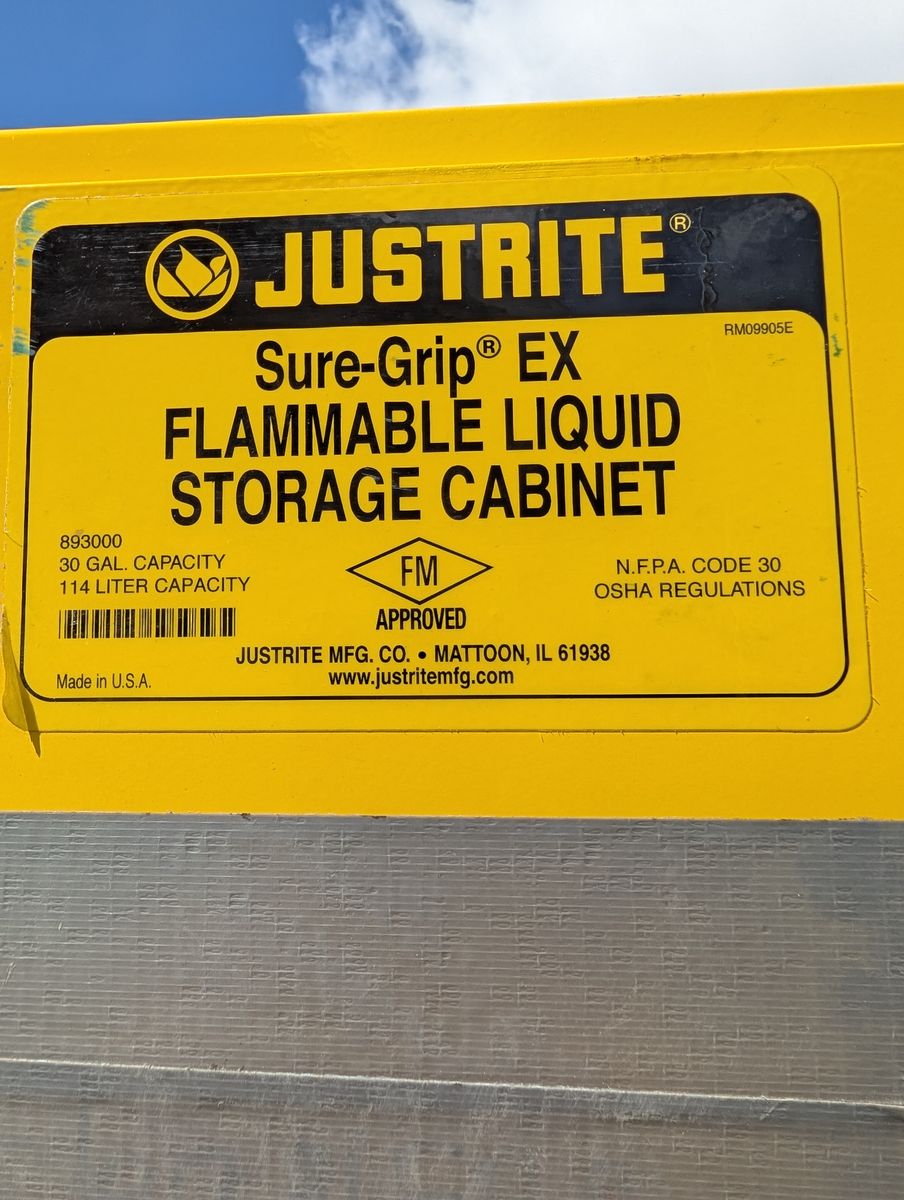 JUSTRITE®
RM09905E
Sure-Grip® EX
FLAMMABLE LIQUID
STORAGE CABINET
893000
30 GAL. CAPACITY
114 LITER CAPACITY
FM
APPROVED
N.F.P.A. CODE 30
OSHA REGULATIONS
JUSTRITE MFG. CO. • MATTOON, IL 61938
www.justritemfg.com
Made in U.S.A.